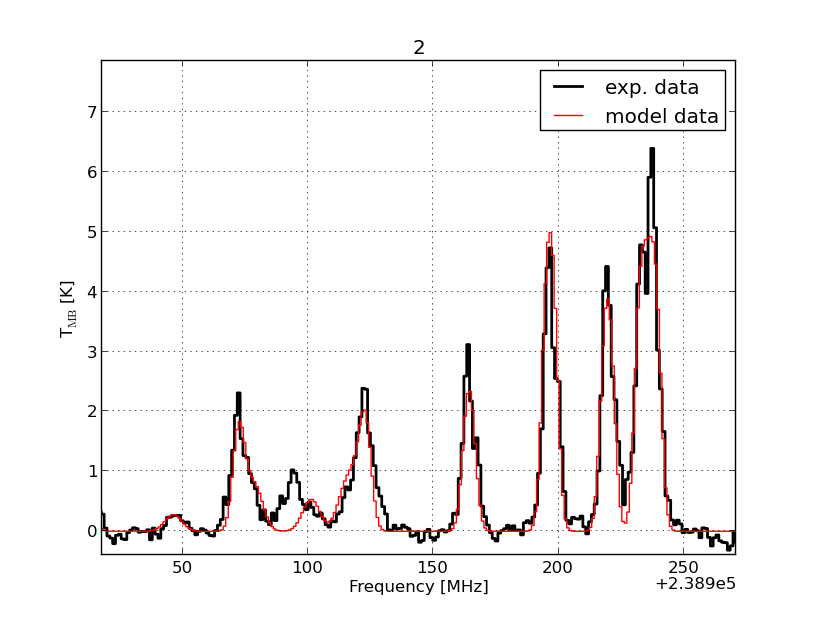 2
exp. data
model data
7
6
5
4
3
2
1
0
T_MB [K]
50 100 150 200 250
+2.389e5
Frequency [MHz]